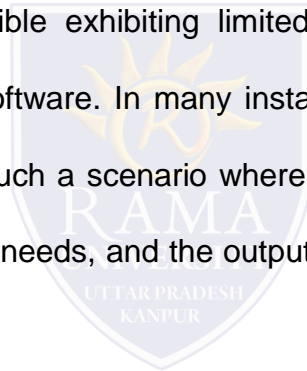 ible exhibiting limited
oftware. In many insta
uch a scenario where
needs, and the output
RAMA
UNIVERSITY
UTTAR PRADESH
KANPUR